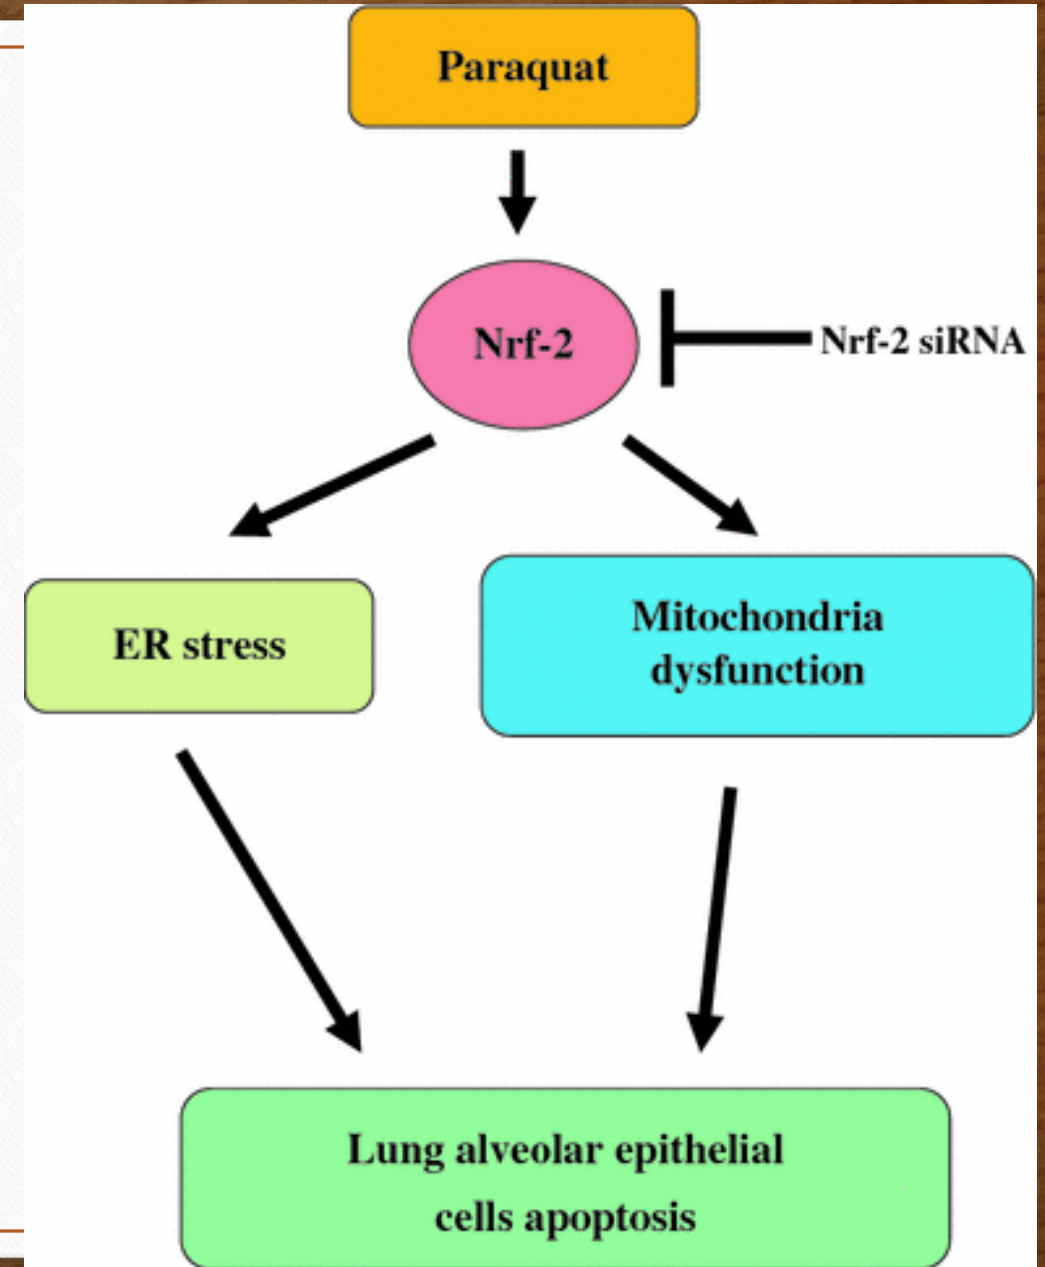 Paraquat
Nrf-2
Nrf-2 siRNA
ER stress
Mitochondria
dysfunction
Lung alveolar epithelial
cells apoptosis